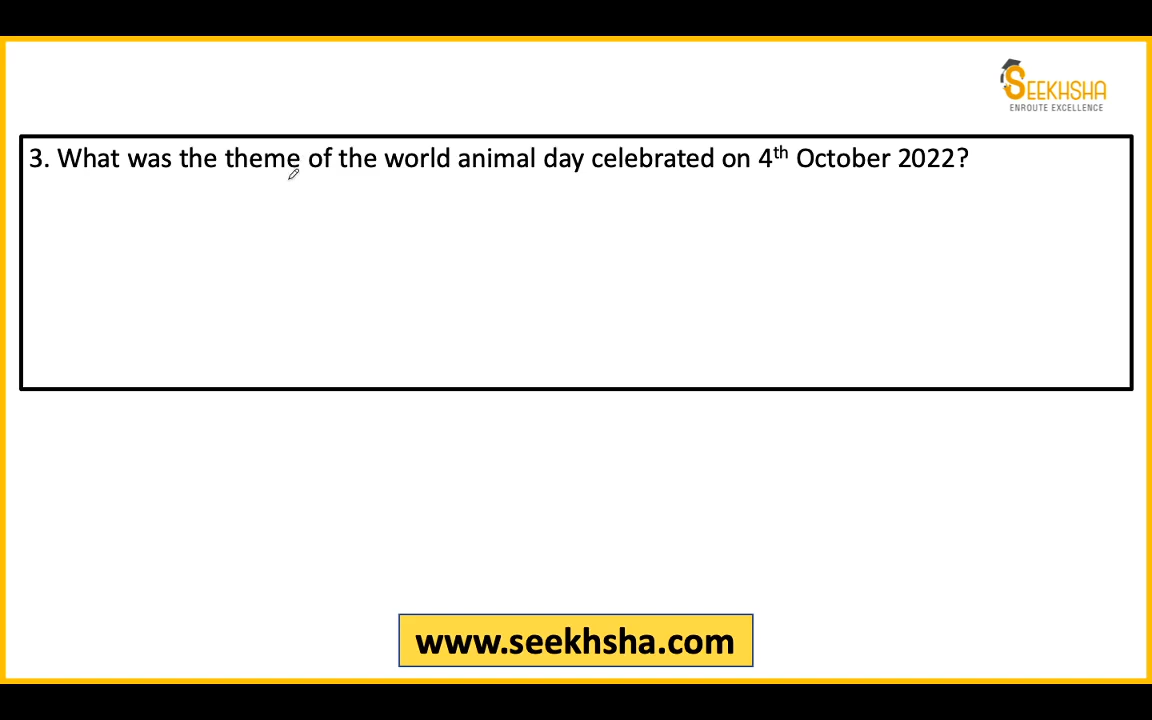 SEEKHSHA
ENROUTE EXCELLENCE
3. What was the theme of the world animal day celebrated on 4th October 2022?
www.seekhsha.com